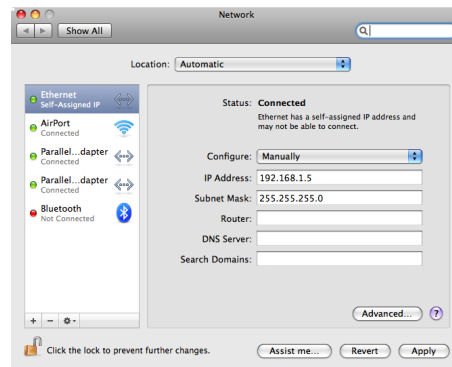 Network
Show All
Location: Automatic
Ethernet
Self-Assigned IP
AirPort
Connected
Parallel...dapter
Connected
Parallel...dapter
Connected
Bluetooth
Not Connected
Status: Connected
Ethernet has a self-assigned IP address and
may not be able to connect.
Configure: Manually
IP Address: 192.168.1.5
Subnet Mask: 255.255.255.0
Router:
DNS Server:
Search Domains:
Advanced... ?
+ −
Click the lock to prevent further changes.
Assist me... Revert Apply